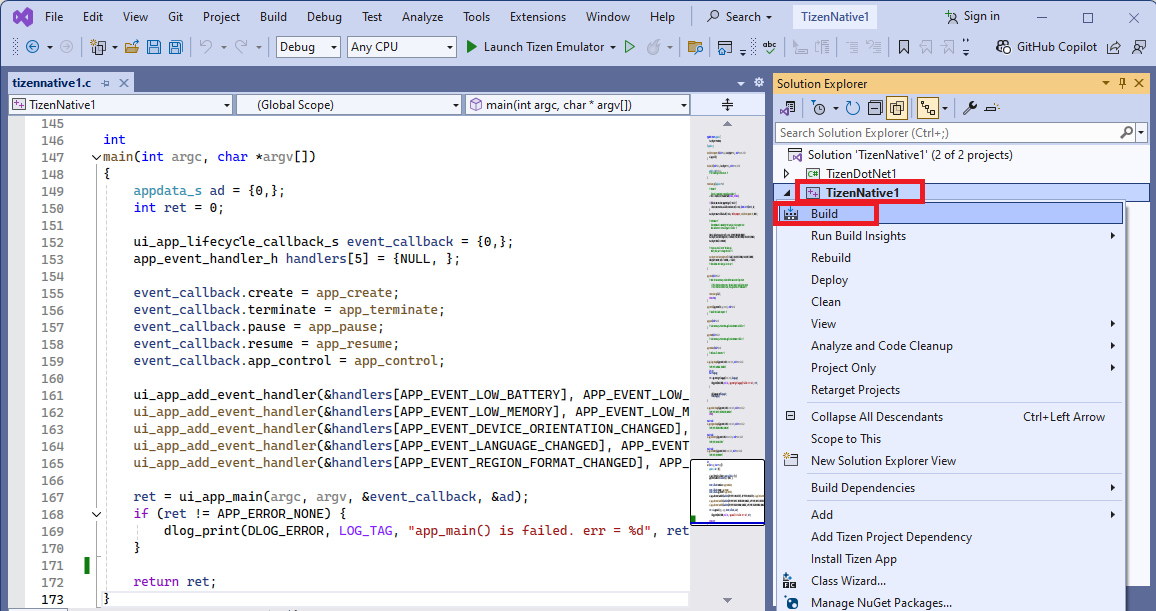 File Edit View Git Project Build Debug Test Analyze Tools Extensions Window Help Search TizenNative1 Sign in
Debug Any CPU Launch Tizen Emulator abc GitHub Copilot
tizennative1.c
TizenNative1 (Global Scope) main(int argc, char * argv[])
145
146 int
147 main(int argc, char *argv[])
148 {
149 appdata_s ad = {0,};
150 int ret = 0;
151
152 ui_app_lifecycle_callback_s event_callback = {0,};
153 app_event_handler_h handlers[5] = {NULL, };
154
155 event_callback.create = app_create;
156 event_callback.terminate = app_terminate;
157 event_callback.pause = app_pause;
158 event_callback.resume = app_resume;
159 event_callback.app_control = app_control;
160
161 ui_app_add_event_handler(&handlers[APP_EVENT_LOW_BATTERY], APP_EVENT_LOW_
162 ui_app_add_event_handler(&handlers[APP_EVENT_LOW_MEMORY], APP_EVENT_LOW_M
163 ui_app_add_event_handler(&handlers[APP_EVENT_DEVICE_ORIENTATION_CHANGED],
164 ui_app_add_event_handler(&handlers[APP_EVENT_LANGUAGE_CHANGED], APP_EVENT
165 ui_app_add_event_handler(&handlers[APP_EVENT_REGION_FORMAT_CHANGED], APP_
166
167 ret = ui_app_main(argc, argv, &event_callback, &ad);
168 if (ret != APP_ERROR_NONE) {
169 dlog_print(DLOG_ERROR, LOG_TAG, "app_main() is failed. err = %d", ret
170 }
171
172 return ret;
173 }
Solution Explorer
Search Solution Explorer (Ctrl+;)
Solution 'TizenNative1' (2 of 2 projects)
C# TizenDotNet1
TizenNative1
Build
Run Build Insights
Rebuild
Deploy
Clean
View
Analyze and Code Cleanup
Project Only
Retarget Projects
Collapse All Descendants Ctrl+Left Arrow
Scope to This
New Solution Explorer View
Build Dependencies
Add
Add Tizen Project Dependency
Install Tizen App
Class Wizard...
Manage NuGet Packages...